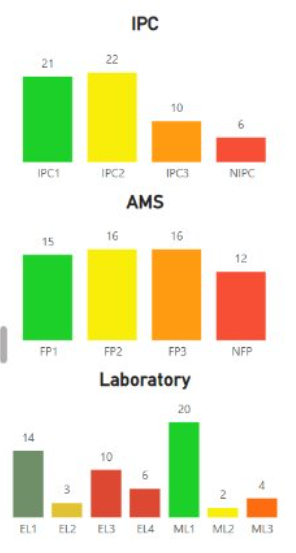 IPC
21 22 10 6
IPC1 IPC2 IPC3 NIPC
AMS
15 16 16 12
FP1 FP2 FP3 NFP
Laboratory
14 3 10 6 20 2 4
EL1 EL2 EL3 EL4 ML1 ML2 ML3